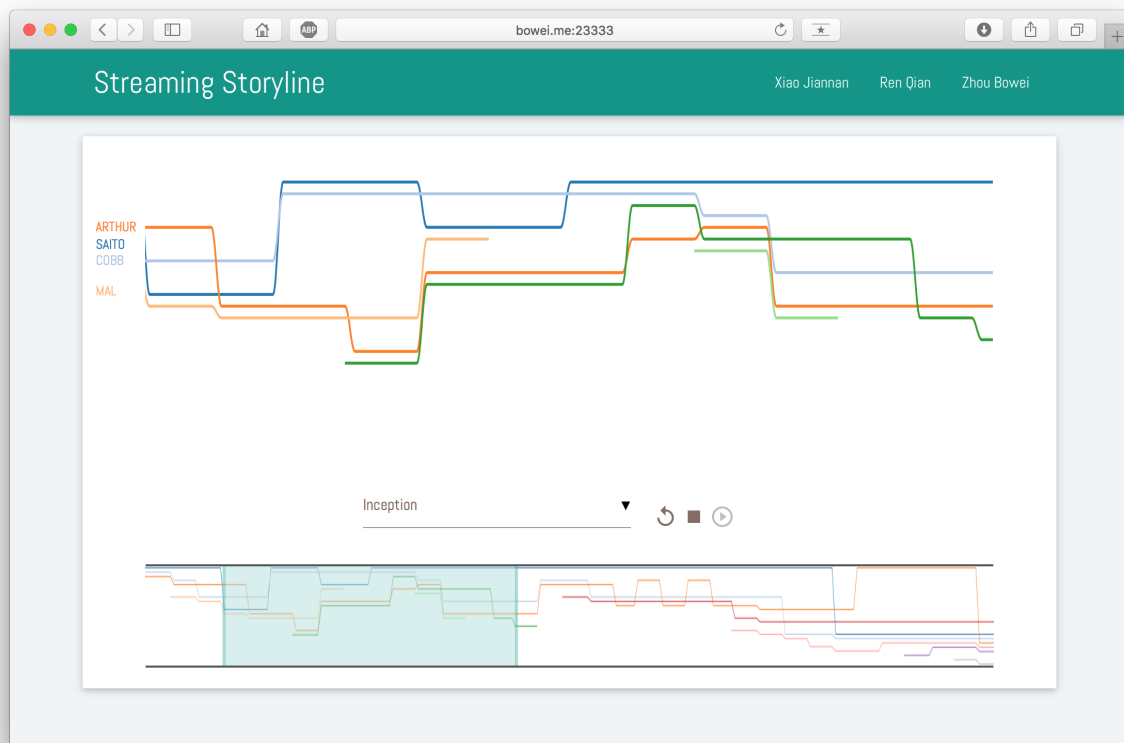 ABP
bowei.me:23333
Streaming Storyline
Xiao Jiannan
Ren Qian
Zhou Bowei
ARTHUR
SAITO
COBB
MAL
Inception